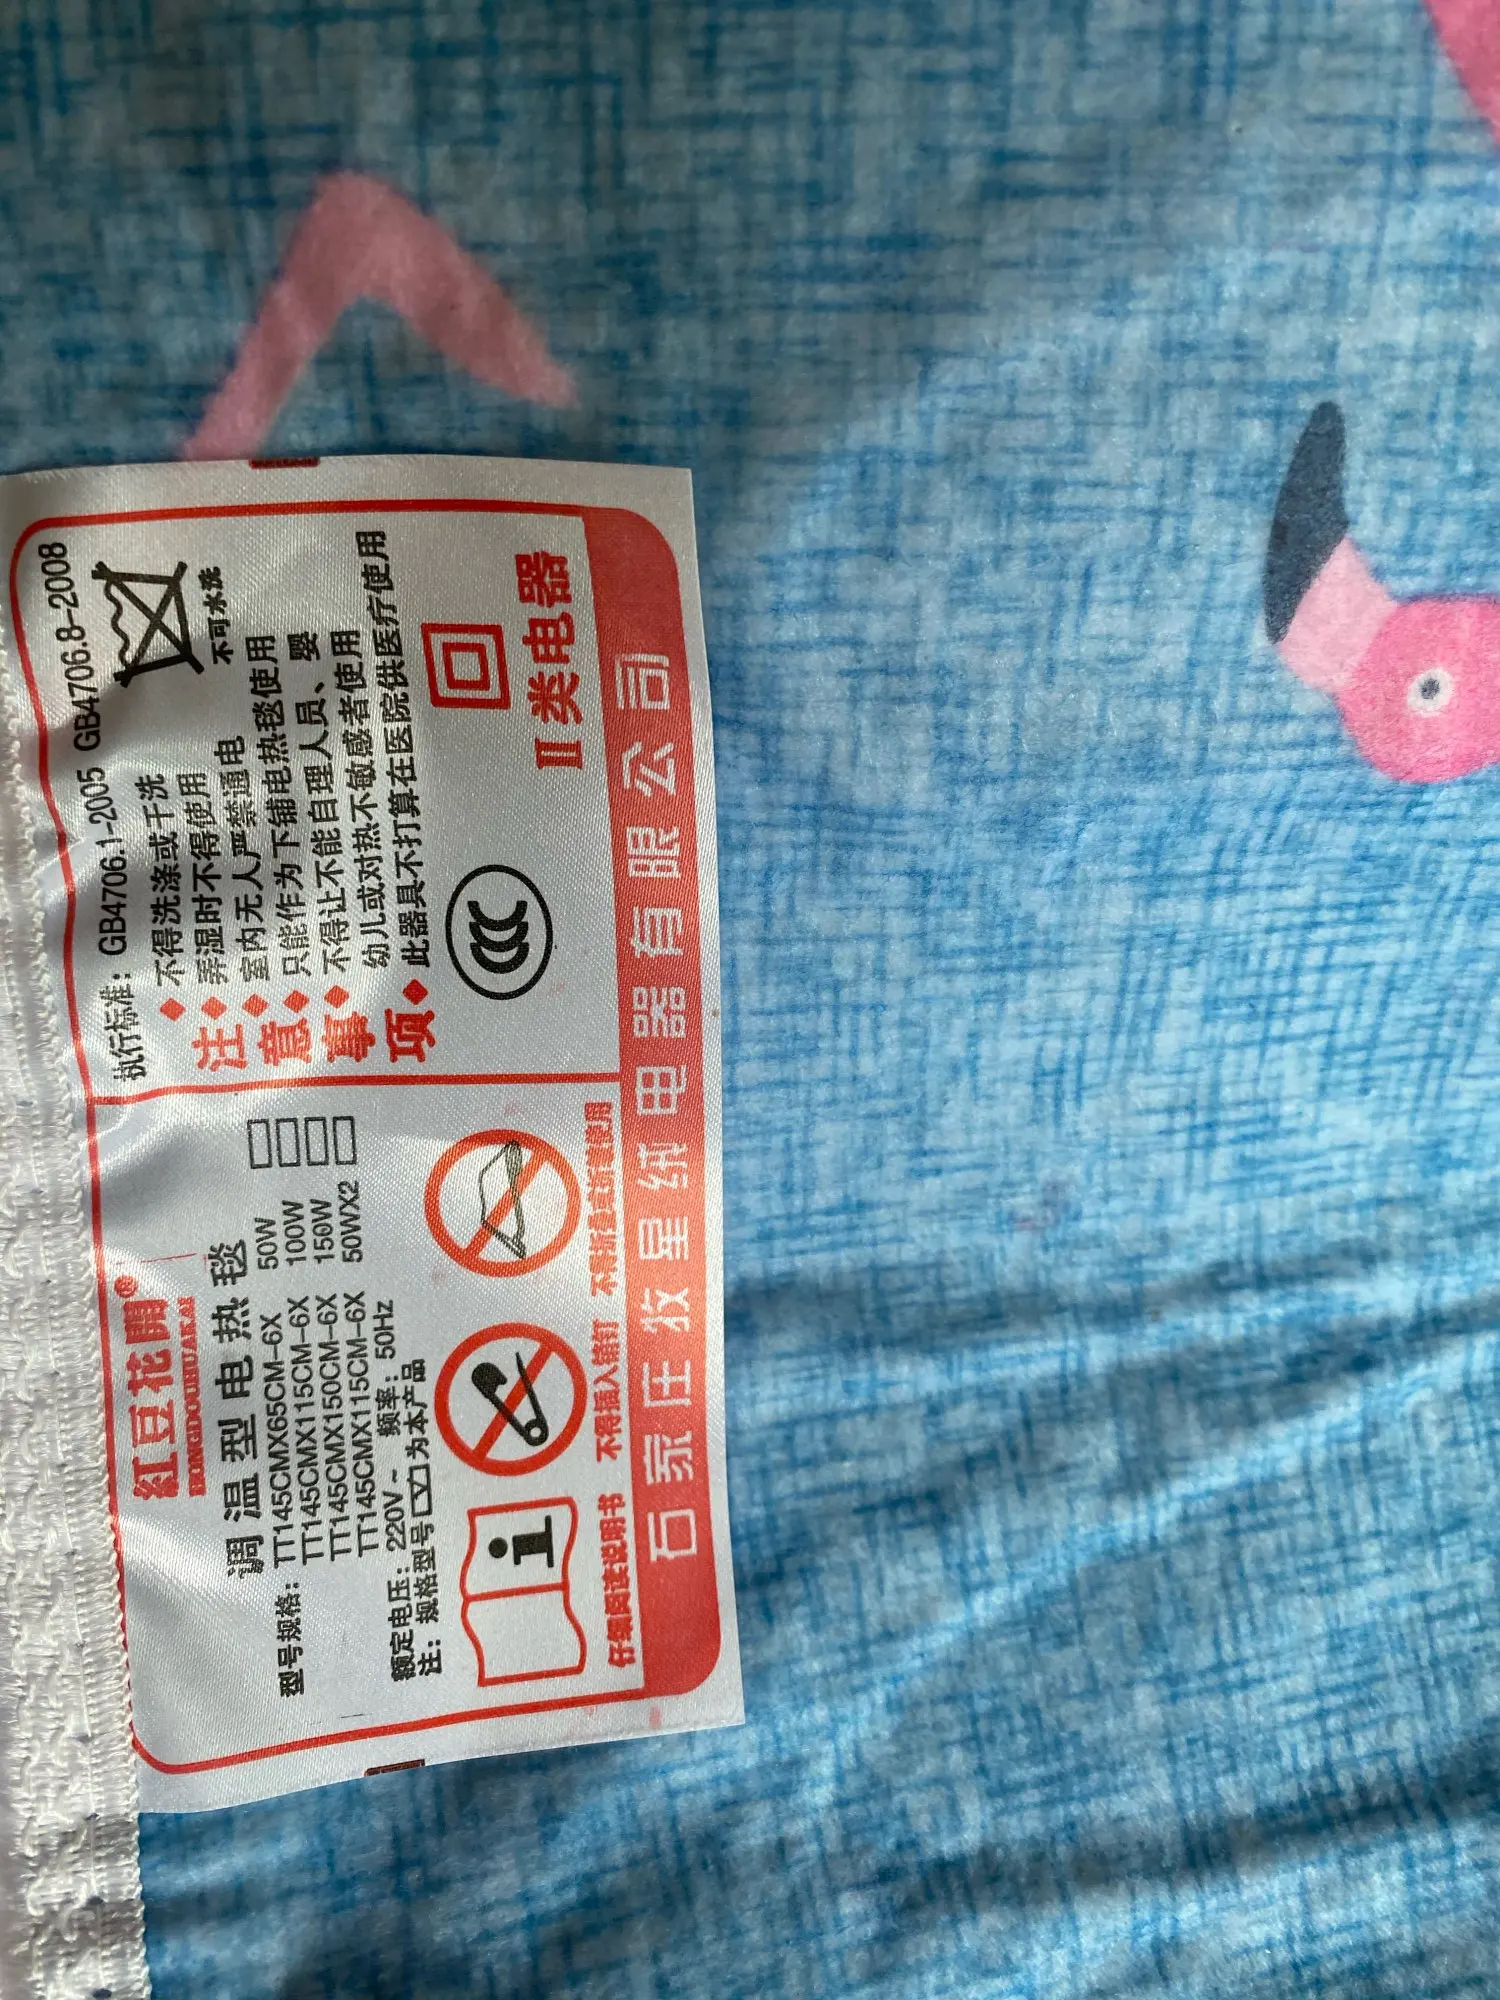 紅豆花開®
HONGDOUHUAKAI
调温型电热毯
型号规格: TT145CMX65CM-6X 50W
TT145CMX115CM-6X 100W
TT145CMX150CM-6X 150W
TT145CMX115CM-6X 50WX2
额定电压: 220V~ 频率: 50Hz
注: 规格型号☑为本产品
仔细阅读说明书
不得插入销钉
不得折叠使用
执行标准: GB4706.1-2005 GB4706.8-2008
注意事项
◆不得洗涤或干洗
◆弄湿时不得使用
◆室内无人严禁通电
◆只能作为下铺电热毯使用
◆不得让不能自理人员、婴
幼儿或对热不敏感者使用
◆此器具不打算在医院供医疗使用
不可水洗
CCC
II类电器
石家庄牧星绒电器有限公司